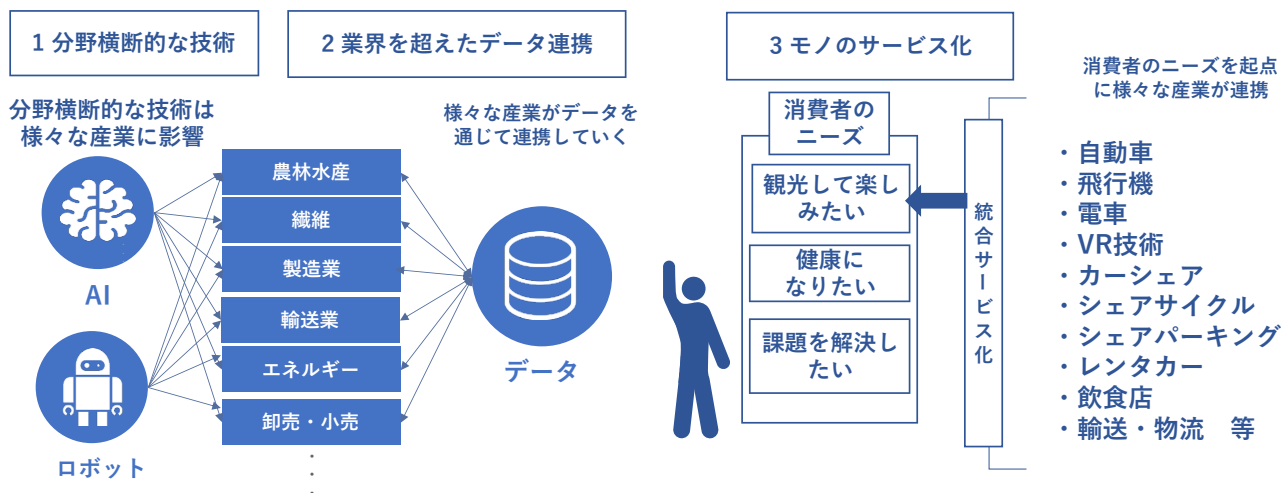 1 分野横断的な技術
2 業界を超えたデータ連携
3 モノのサービス化
分野横断的な技術は
様々な産業に影響
AI
ロボット
農林水産
繊維
製造業
輸送業
エネルギー
卸売・小売
・
・
・
様々な産業がデータを
通じて連携していく
データ
消費者の
ニーズ
観光して楽し
みたい
健康に
なりたい
課題を解決し
たい
統合サービス化
消費者のニーズを起点
に様々な産業が連携
・自動車
・飛行機
・電車
・VR技術
・カーシェア
・シェアサイクル
・シェアパーキング
・レンタカー
・飲食店
・輸送・物流　等